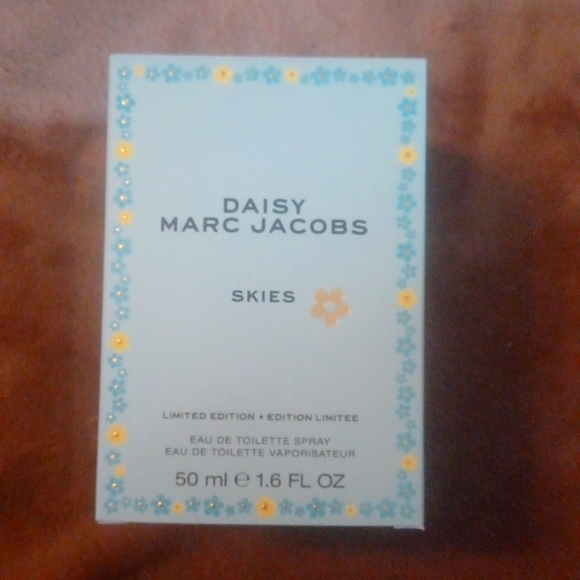 DAISY
MARC JACOBS
SKIES
LIMITED EDITION • EDITION LIMITEE
EAU DE TOILETTE SPRAY
EAU DE TOILETTE VAPORISATEUR
50 ml ℮ 1.6 FL OZ